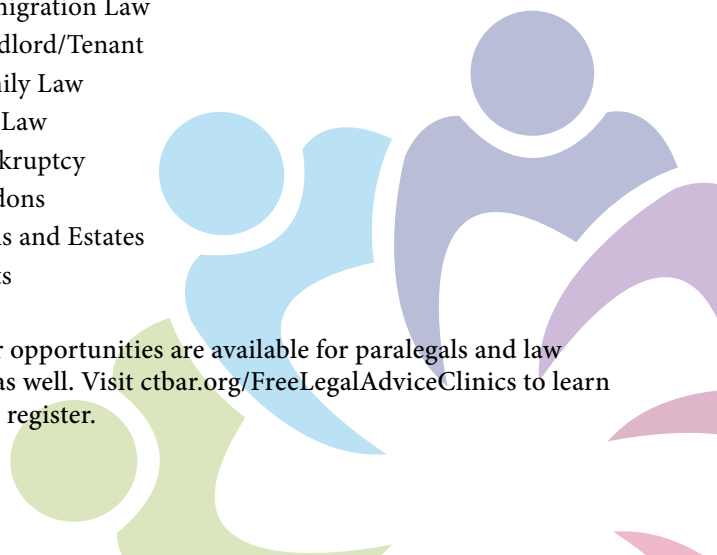 migration Law
dlord/Tenant
ily Law
Law
kruptcy
dons
s and Estates
s
r opportunities are available for paralegals and law
as well. Visit ctbar.org/FreeLegalAdviceClinics to learn
register.